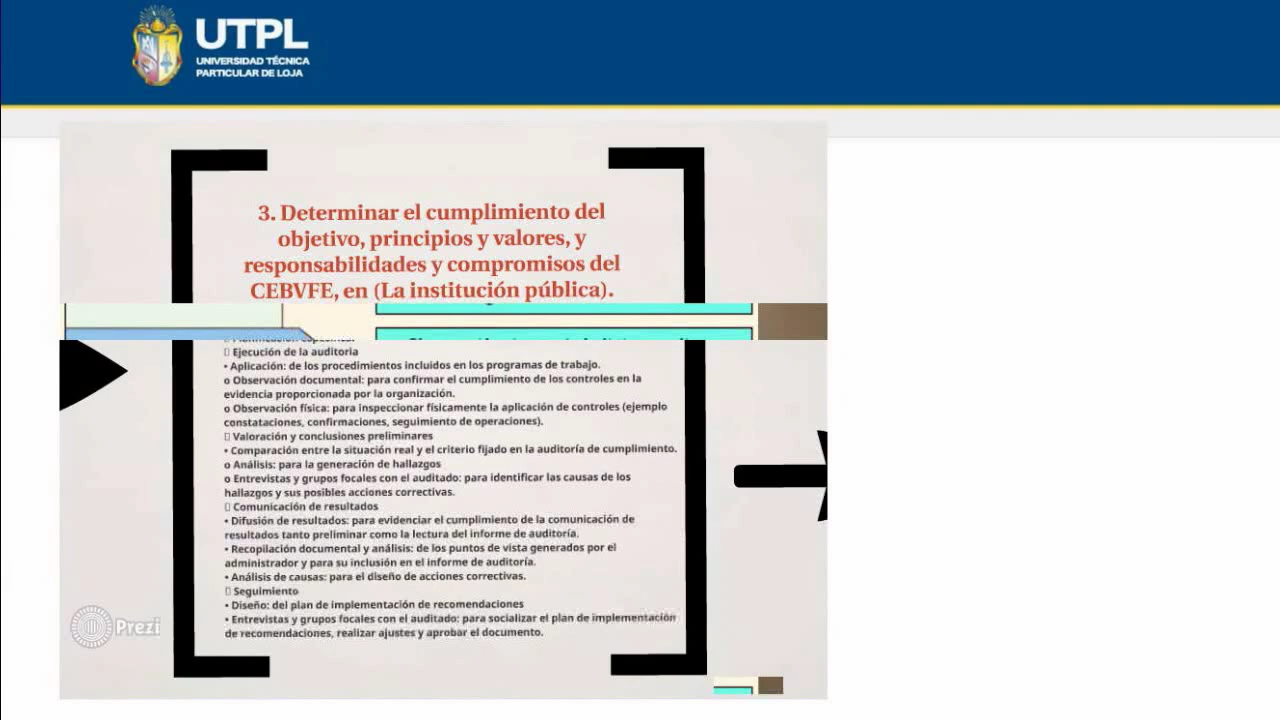 UTPL
UNIVERSIDAD TÉCNICA
PARTICULAR DE LOJA
3. Determinar el cumplimiento del
objetivo, principios y valores, y
responsabilidades y compromisos del
CEBVFE, en (La institución pública).
Ejecución de la auditoria
• Aplicación: de los procedimientos incluidos en los programas de trabajo.
o Observación documental: para confirmar el cumplimiento de los controles en la
evidencia proporcionada por la organización.
o Observación física: para inspeccionar físicamente la aplicación de controles (ejemplo
constataciones, confirmaciones, seguimiento de operaciones).
Valoración y conclusiones preliminares
• Comparación entre la situación real y el criterio fijado en la auditoría de cumplimiento.
o Análisis: para la generación de hallazgos
o Entrevistas y grupos focales con el auditado: para identificar las causas de los
hallazgos y sus posibles acciones correctivas.
Comunicación de resultados
• Difusión de resultados: para evidenciar el cumplimiento de la comunicación de
resultados tanto preliminar como la lectura del informe de auditoría.
• Recopilación documental y análisis: de los puntos de vista generados por el
administrador y para su inclusión en el informe de auditoría.
• Análisis de causas: para el diseño de acciones correctivas.
Seguimiento
• Diseño: del plan de implementación de recomendaciones
• Entrevistas y grupos focales con el auditado: para socializar el plan de implementación
de recomendaciones, realizar ajustes y aprobar el documento.
Prezi